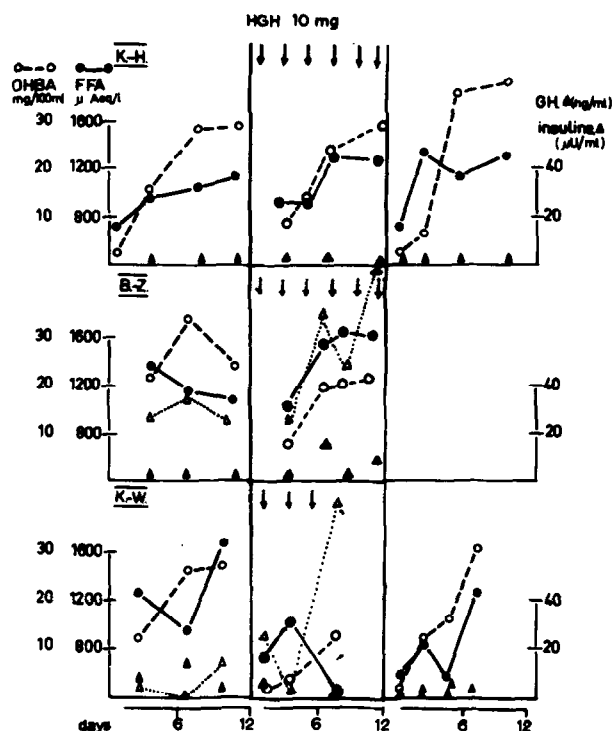 HGH 10 mg
K.-H.
OHBA FFA
mg/100ml μ Aeq/l
GH. ▲(ng/ml)
insuline △
(μU/ml)
30 1600
20 1200 40
10 800 20
B.-Z.
30 1600
20 1200 40
10 800 20
K.-W.
30 1600
20 1200 40
10 800 20
days 6 12 6 12 6 12